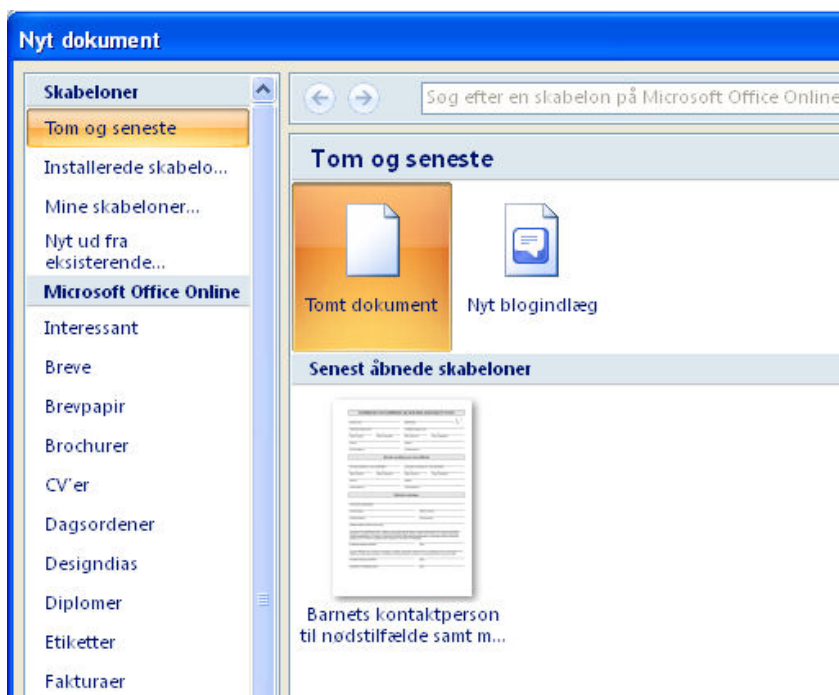 Nyt dokument
Skabeloner
Tom og seneste
Installerede skabelo...
Mine skabeloner...
Nyt ud fra
eksisterende...
Microsoft Office Online
Interessant
Breve
Brevpapir
Brochurer
CV'er
Dagsordener
Designdias
Diplomer
Etiketter
Fakturaer
Søg efter en skabelon på Microsoft Office Online
Tom og seneste
Tomt dokument
Nyt blogindlæg
Senest åbnede skabeloner
Barnets kontaktperson
til nødstilfælde samt m...